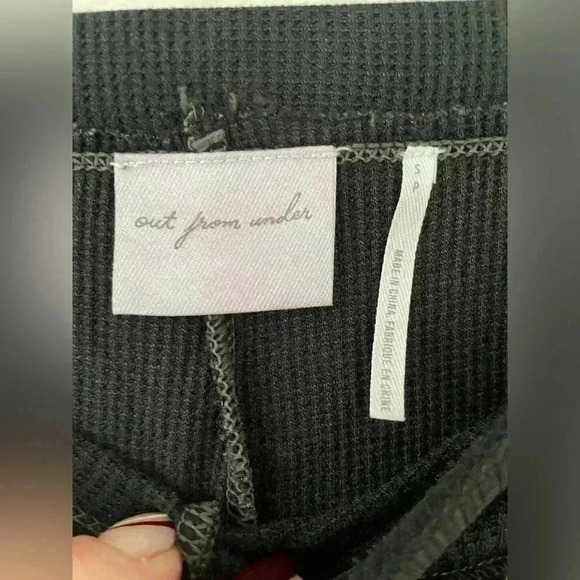 out from under
S P
MADE IN CHINA. FABRIQUE EN CHINE